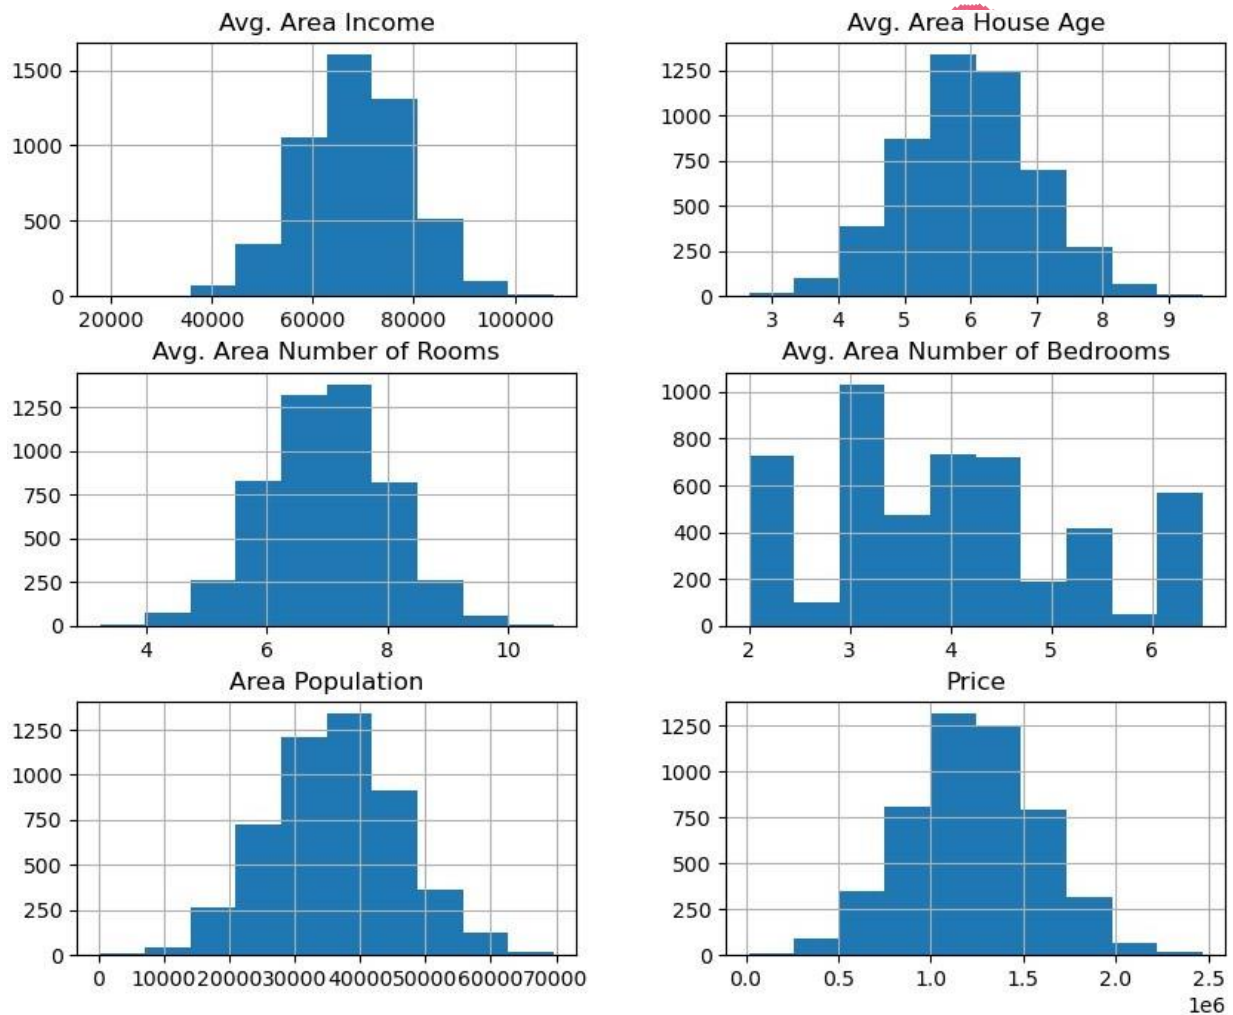 Avg. Area Income
1500
1000
500
0
20000 40000 60000 80000 100000
Avg. Area House Age
1250
1000
750
500
250
0
3 4 5 6 7 8 9
Avg. Area Number of Rooms
1250
1000
750
500
250
0
4 6 8 10
Avg. Area Number of Bedrooms
1000
800
600
400
200
0
2 3 4 5 6
Area Population
1250
1000
750
500
250
0
0 10000 20000 30000 40000 50000 60000 70000
Price
1250
1000
750
500
250
0
0.0 0.5 1.0 1.5 2.0 2.5
1e6